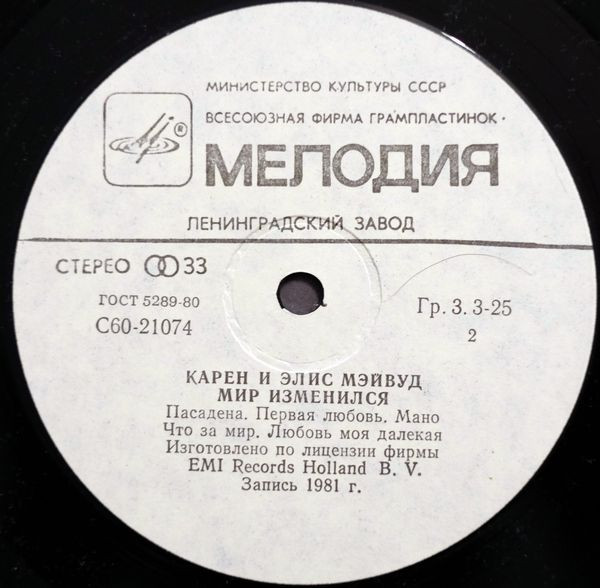 МИНИСТЕРСТВО КУЛЬТУРЫ СССР
ВСЕСОЮЗНАЯ ФИРМА ГРАМПЛАСТИНОК·
®
МЕЛОДИЯ
ЛЕНИНГРАДСКИЙ ЗАВОД
СТЕРЕО 33
ГОСТ 5289-80
С60-21074
Гр. 3. 3-25
2
КАРЕН И ЭЛИС МЭЙВУД
МИР ИЗМЕНИЛСЯ
Пасадена. Первая любовь. Мано
Что за мир. Любовь моя далекая
Изготовлено по лицензии фирмы
EMI Records Holland B. V.
Запись 1981 г.